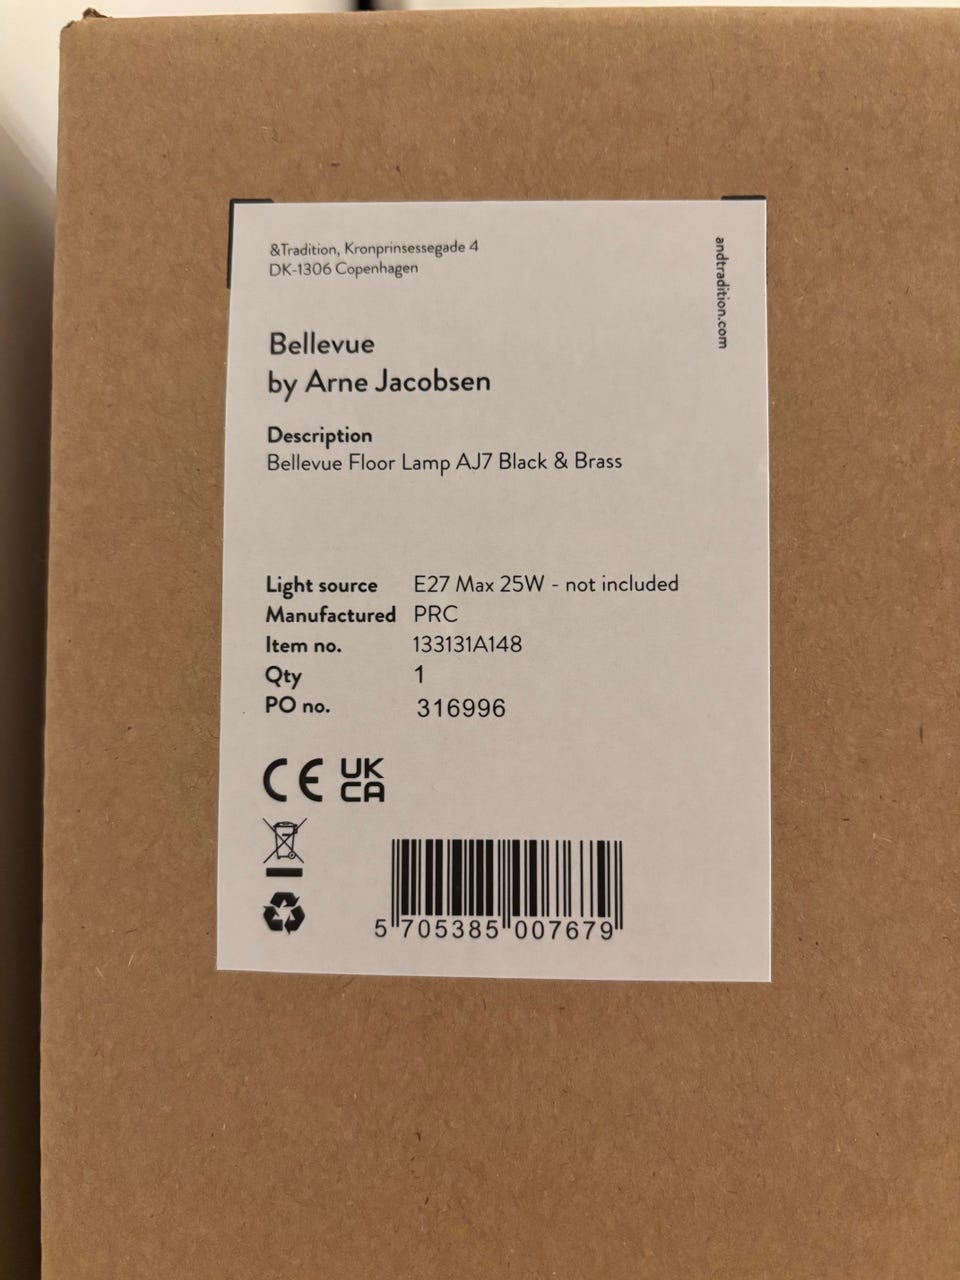 &Tradition, Kronprinsessegade 4
DK-1306 Copenhagen
andtradition.com
Bellevue
by Arne Jacobsen
Description
Bellevue Floor Lamp AJ7 Black & Brass
Light source E27 Max 25W - not included
Manufactured PRC
Item no. 133131A148
Qty 1
PO no. 316996
CE UK
CA
5 705385 007679